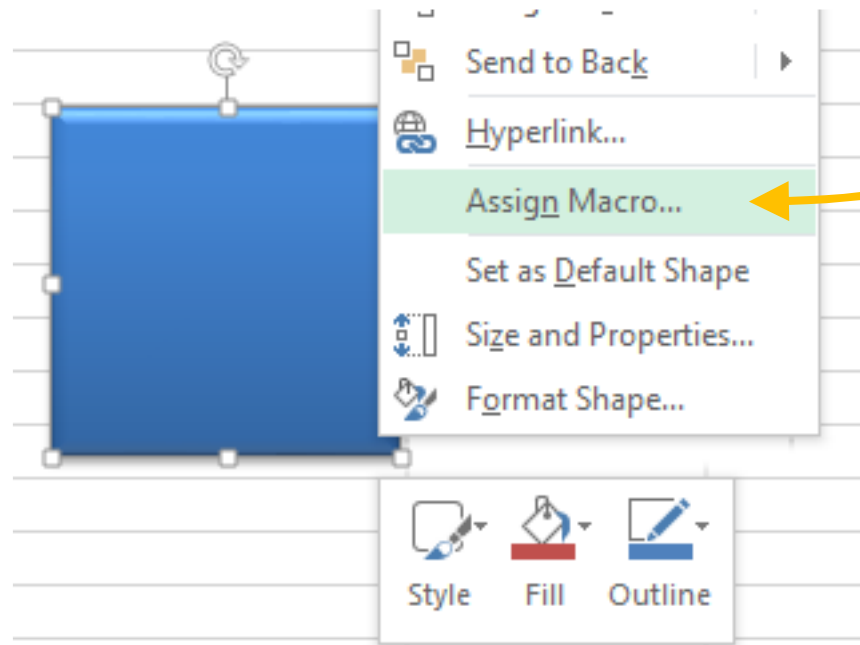 Send to Back
Hyperlink...
Assign Macro...
Set as Default Shape
Size and Properties...
Format Shape...
Style Fill Outline